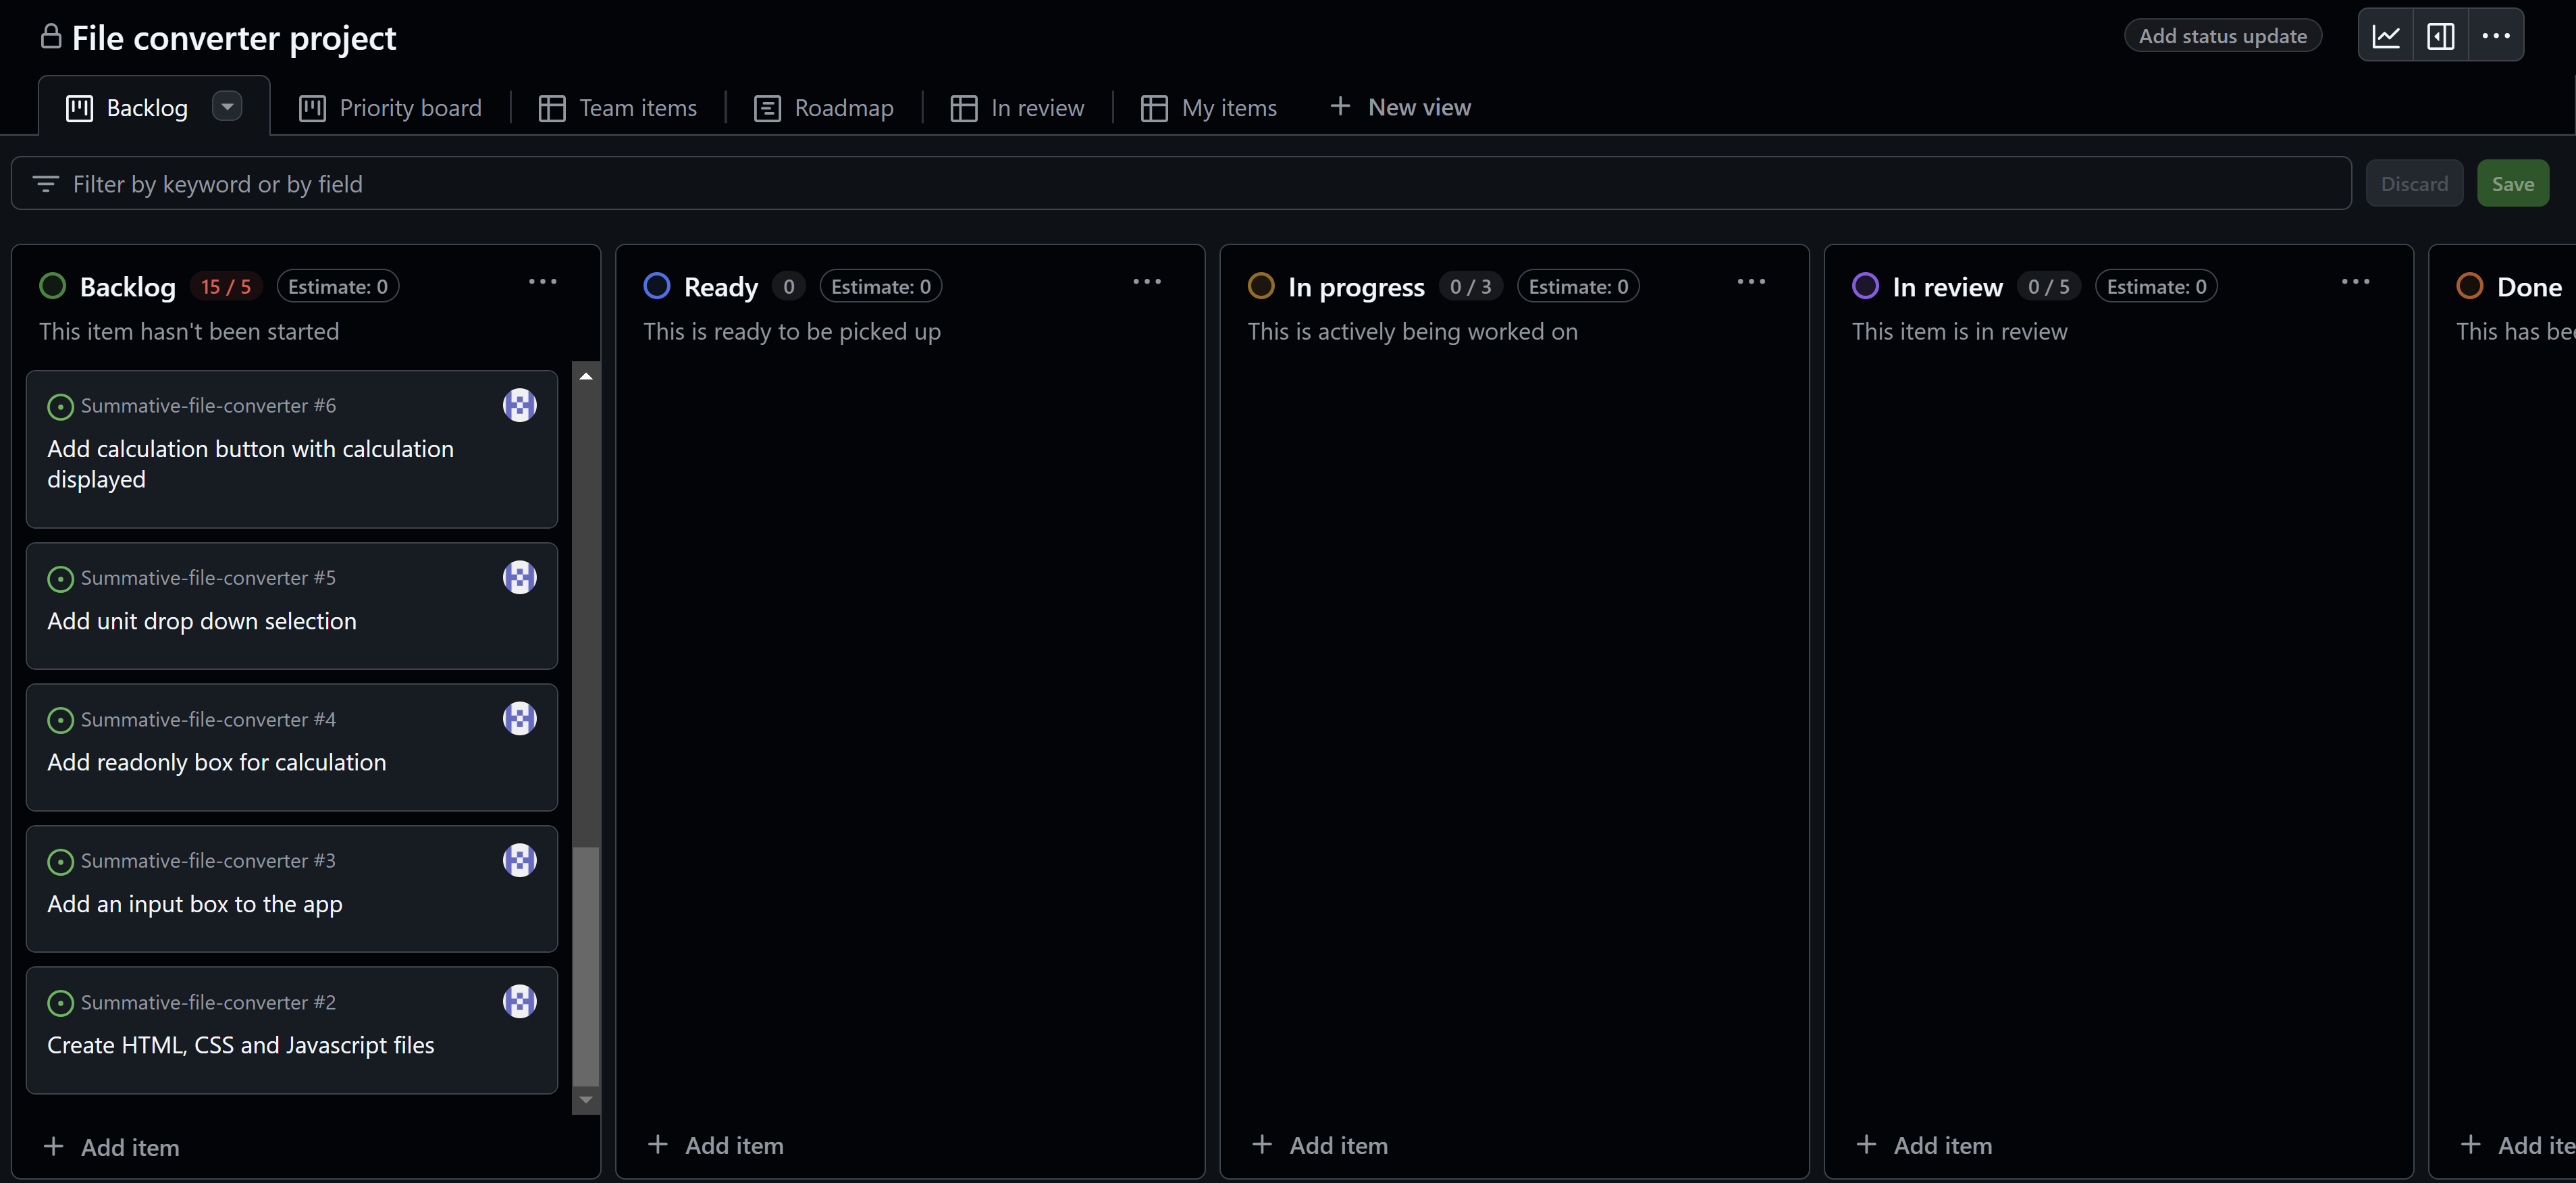 File converter project
Add status update
Backlog
Priority board
Team items
Roadmap
In review
My items
New view
Filter by keyword or by field
Discard
Save
Backlog 15 / 5 Estimate: 0
This item hasn't been started
Summative-file-converter #6
Add calculation button with calculation
displayed
Summative-file-converter #5
Add unit drop down selection
Summative-file-converter #4
Add readonly box for calculation
Summative-file-converter #3
Add an input box to the app
Summative-file-converter #2
Create HTML, CSS and Javascript files
Add item
Ready 0 Estimate: 0
This is ready to be picked up
Add item
In progress 0 / 3 Estimate: 0
This is actively being worked on
Add item
In review 0 / 5 Estimate: 0
This item is in review
Add item
Done
This has bee
Add ite